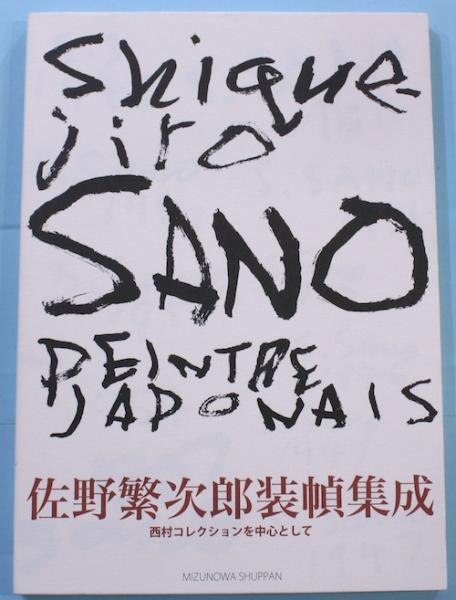 Shigue-
jiro
SANO
PEINTRE
JAPONAIS
佐野繁次郎装幀集成
西村コレクションを中心として
MIZUNOWA SHUPPAN